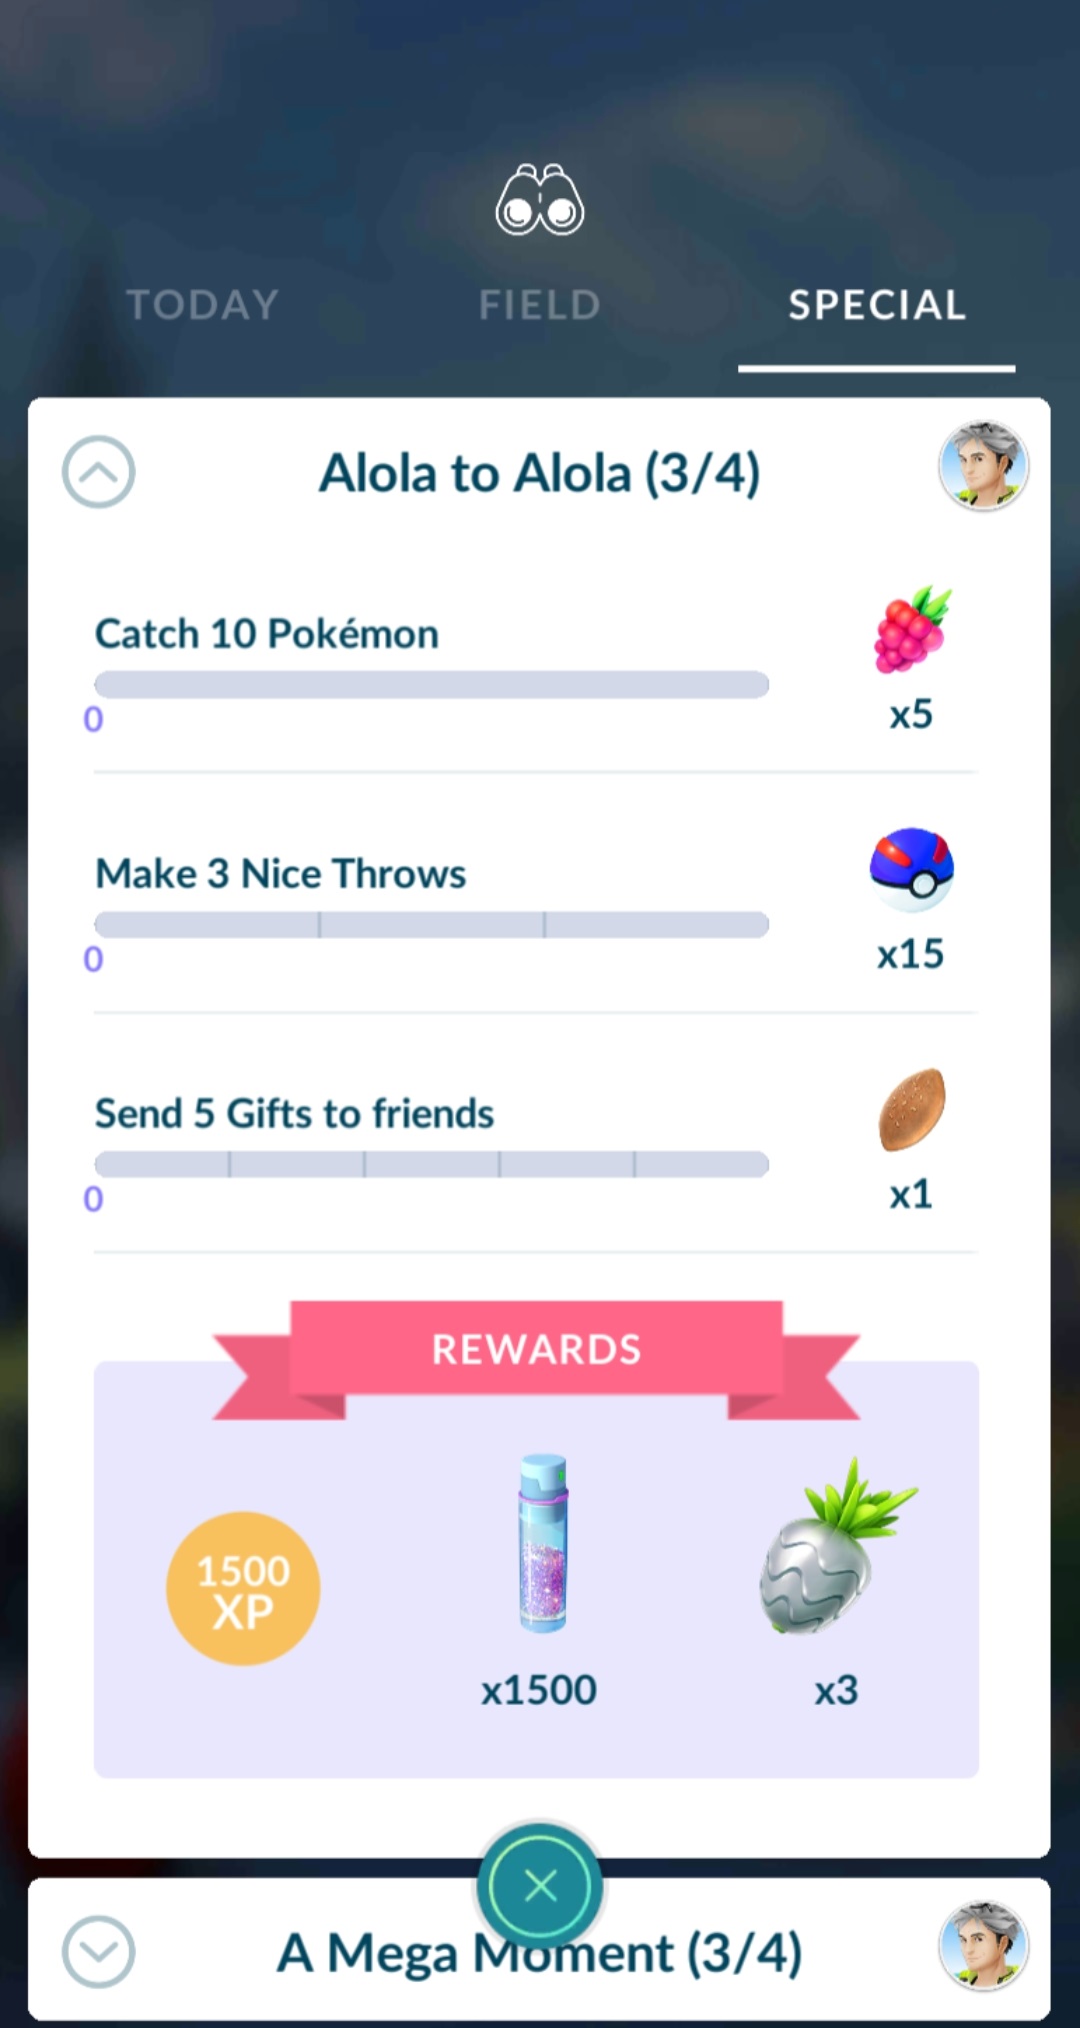 TODAY
FIELD
SPECIAL
Alola to Alola (3/4)
Catch 10 Pokémon
0
x5
Make 3 Nice Throws
0
x15
Send 5 Gifts to friends
0
x1
REWARDS
1500
XP
x1500
x3
A Mega Moment (3/4)